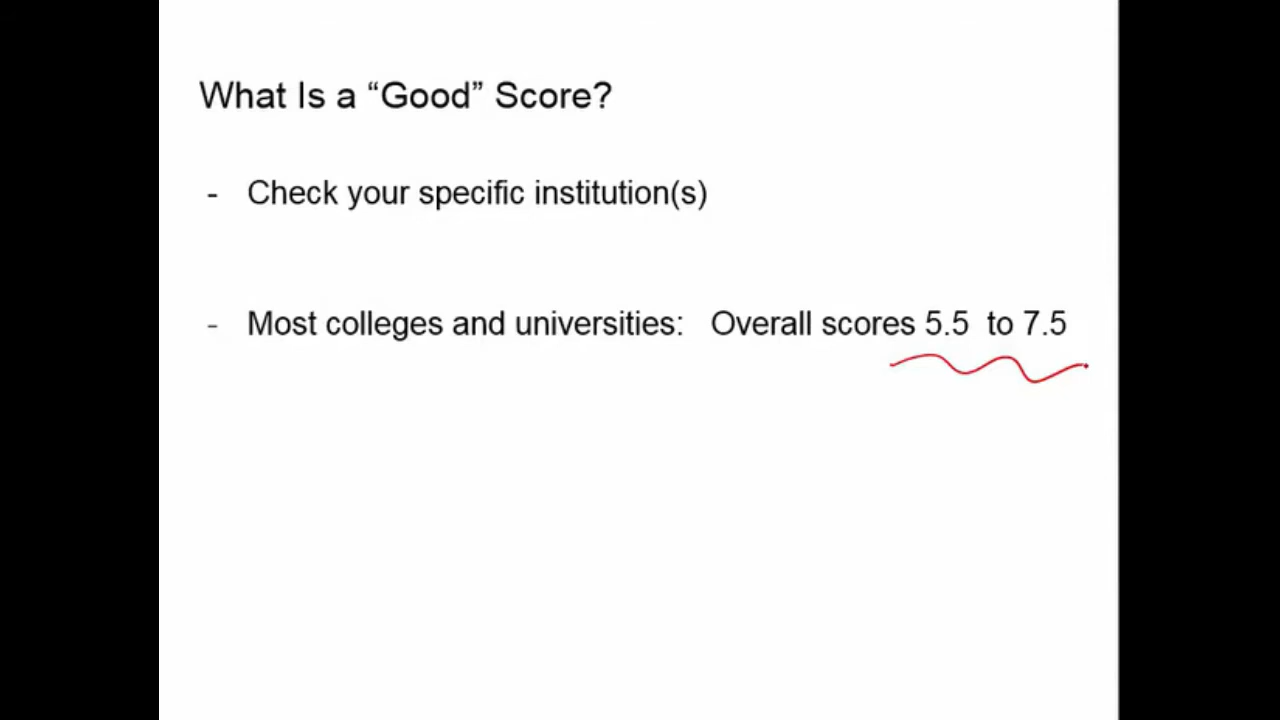 What Is a “Good” Score?
- Check your specific institution(s)
- Most colleges and universities: Overall scores 5.5 to 7.5